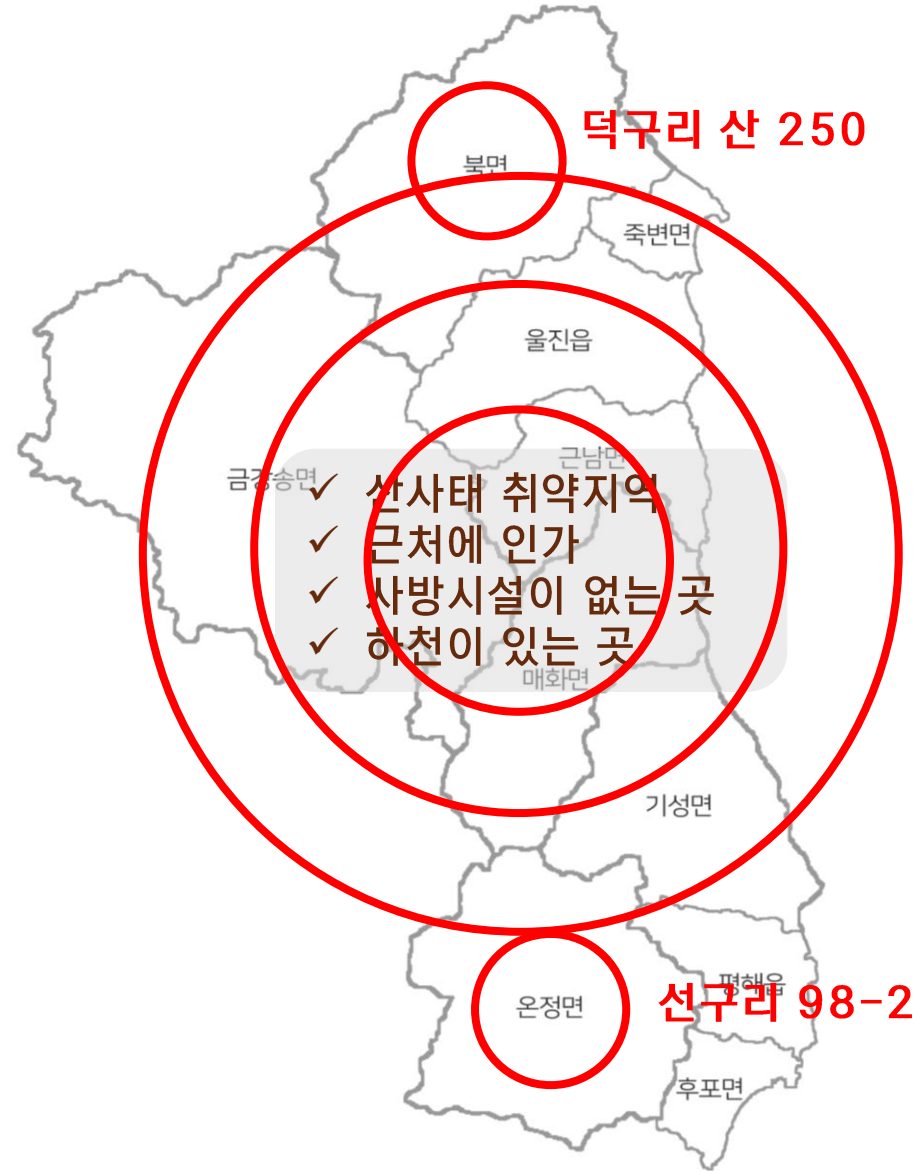 덕구리 산 250
북면
죽변면
울진읍
근남면
금강송면
✓ 산사태 취약지역
✓ 근처에 인가
✓ 사방시설이 없는 곳
✓ 하천이 있는 곳
매화면
기성면
평해읍
선구리 98-2
온정면
후포면